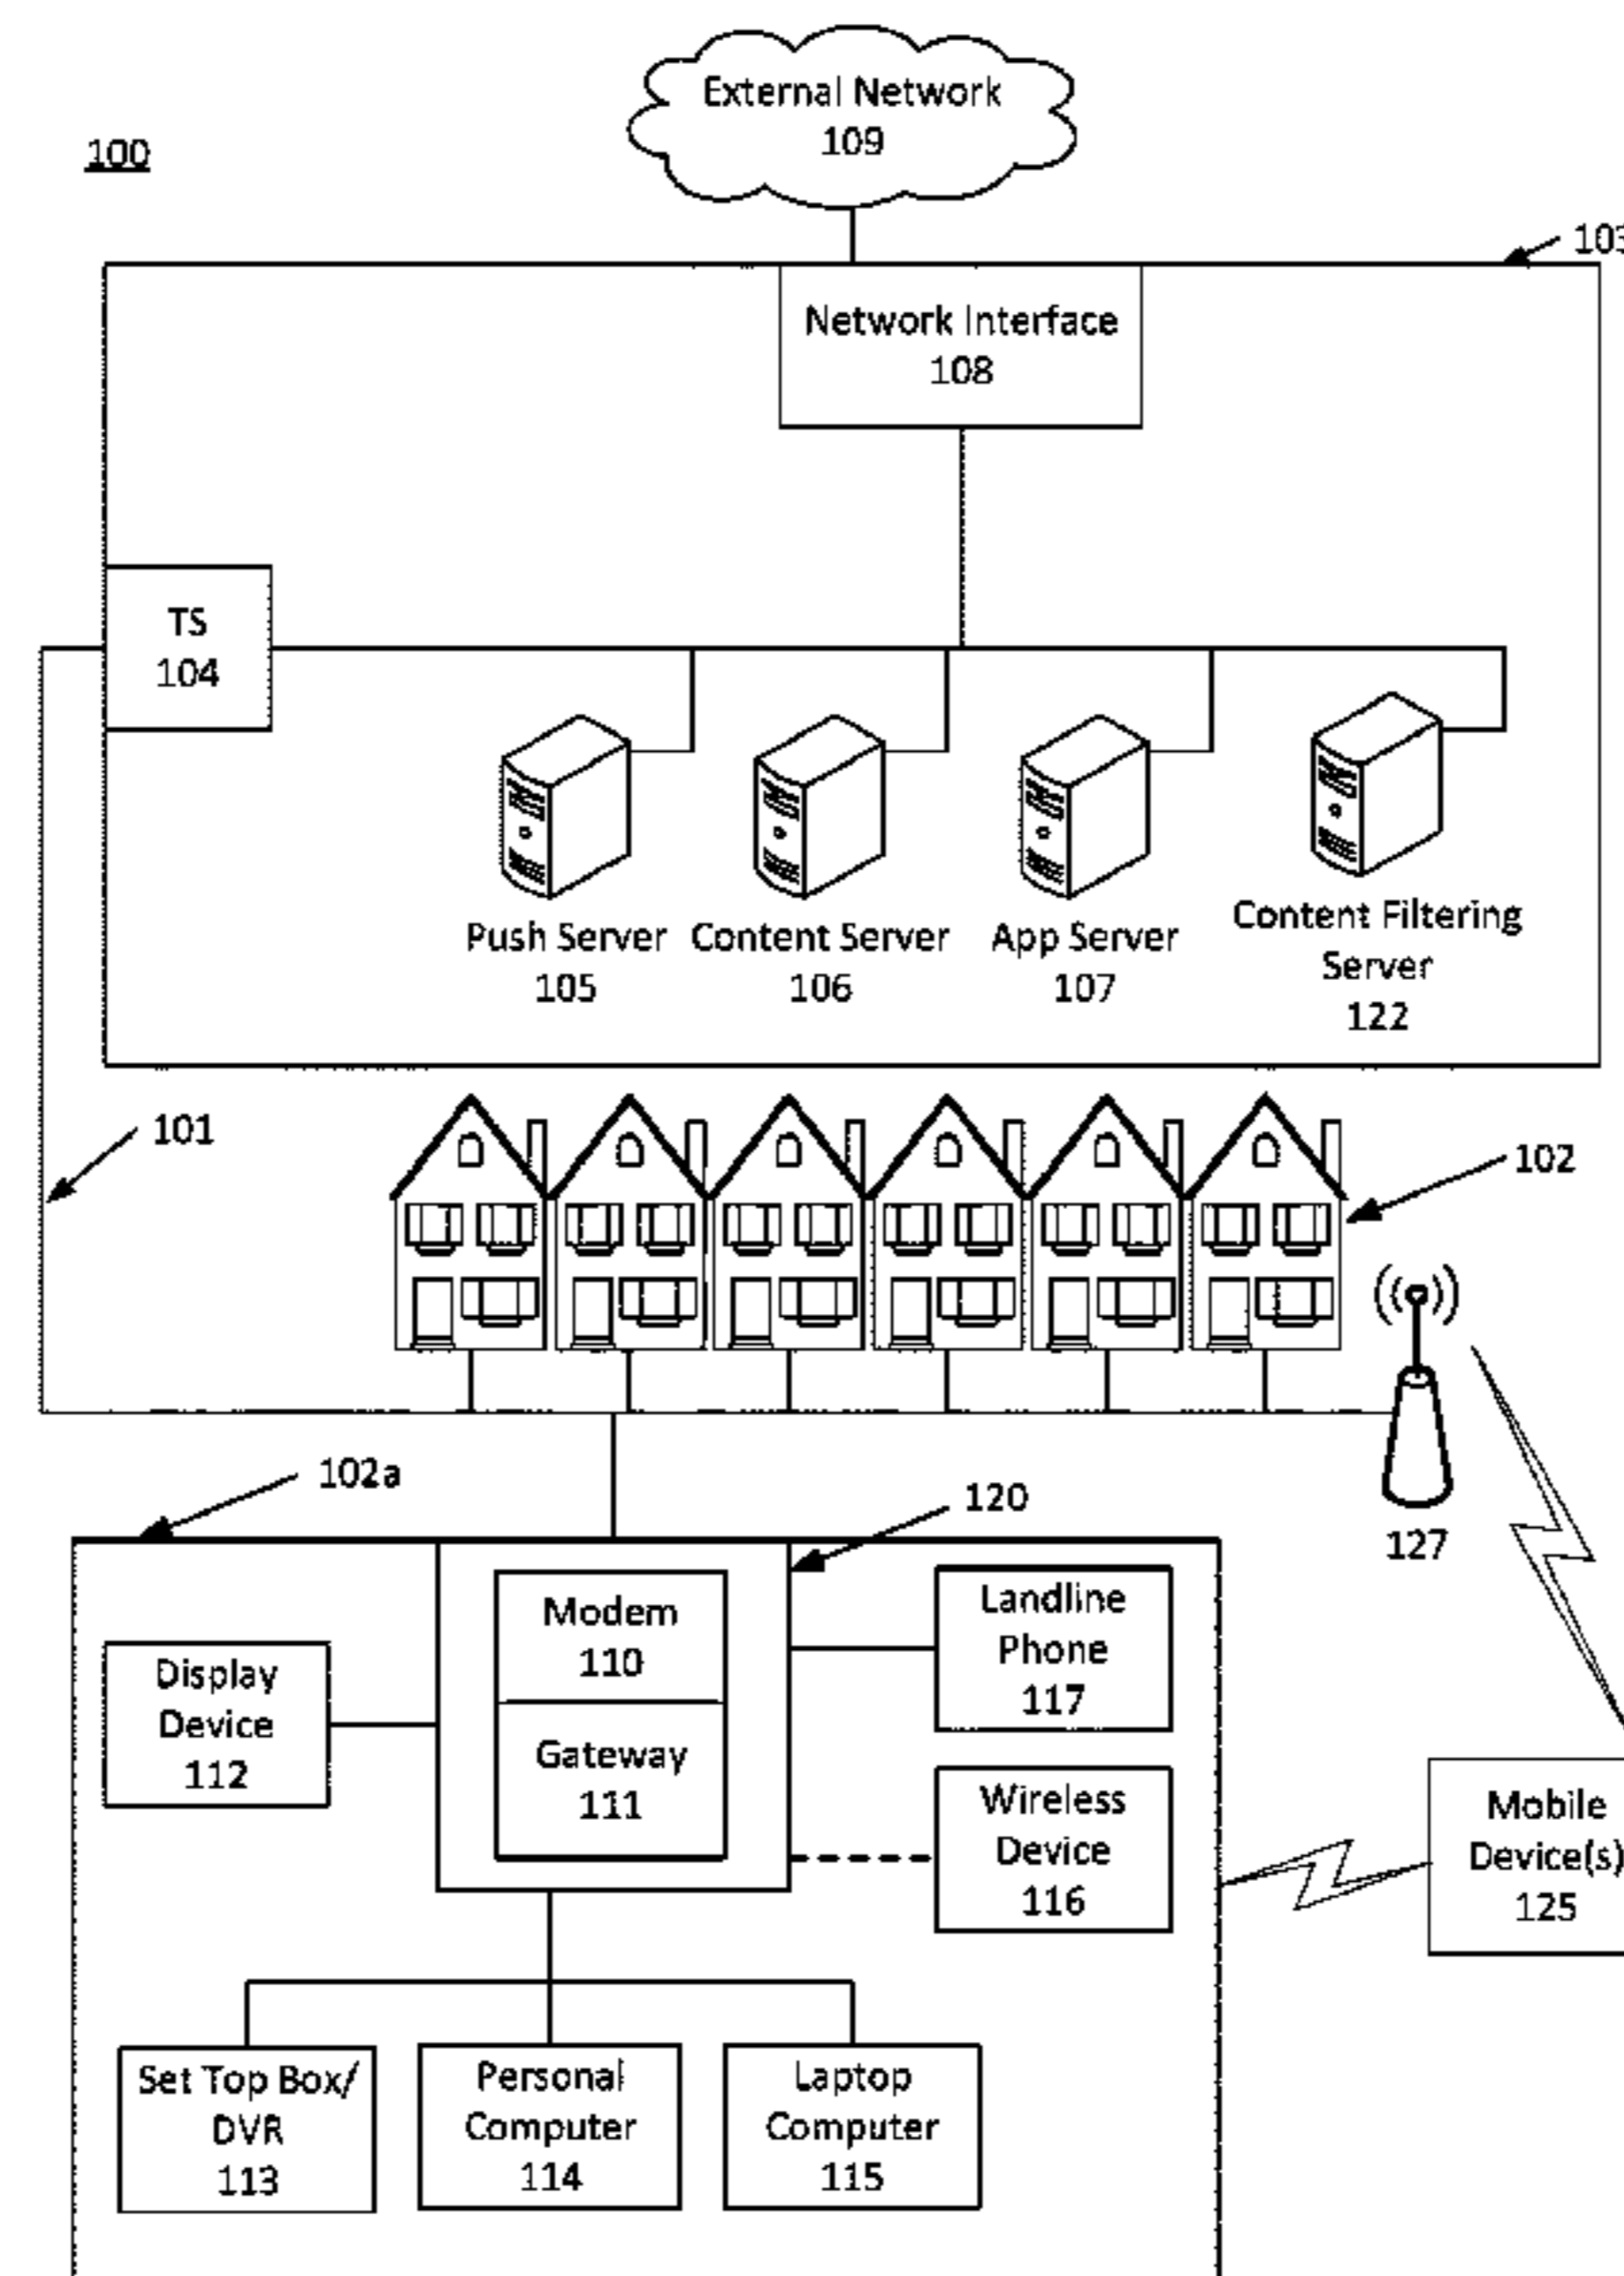 External Network
109
100
103
Network Interface
108
TS
104
Push Server
105
Content Server
106
App Server
107
Content Filtering
Server
122
101
102
102a
120
127
Modem
110
Gateway
111
Display
Device
112
Landline
Phone
117
Wireless
Device
116
Mobile
Device(s)
125
Set Top Box/
DVR
113
Personal
Computer
114
Laptop
Computer
115